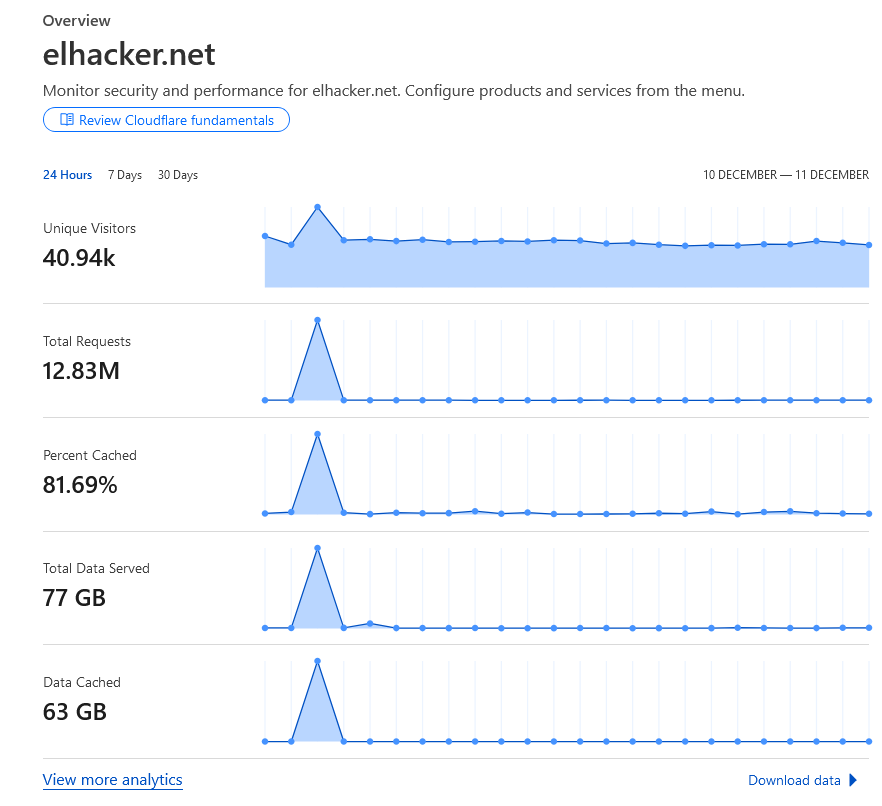 Overview
elhacker.net
Monitor security and performance for elhacker.net. Configure products and services from the menu.
Review Cloudflare fundamentals
24 Hours 7 Days 30 Days 10 DECEMBER — 11 DECEMBER
Unique Visitors
40.94k
Total Requests
12.83M
Percent Cached
81.69%
Total Data Served
77 GB
Data Cached
63 GB
View more analytics Download data